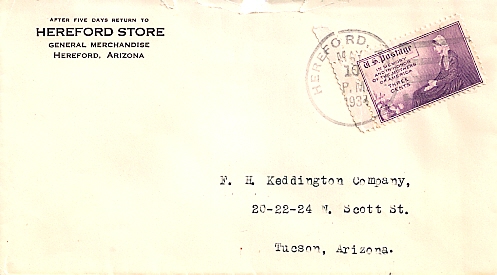 AFTER FIVE DAYS RETURN TO
HEREFORD STORE
GENERAL MERCHANDISE
HEREFORD, ARIZONA
HEREFORD,
MAY
10
P.M.
1934
U.S. Postage
IN MEMORY
AND IN HONOR
OF THE MOTHERS
OF AMERICA
THREE
CENTS
F. H Keddington Company,
20-22-24 N. Scott St.
Tucson, Arizona.